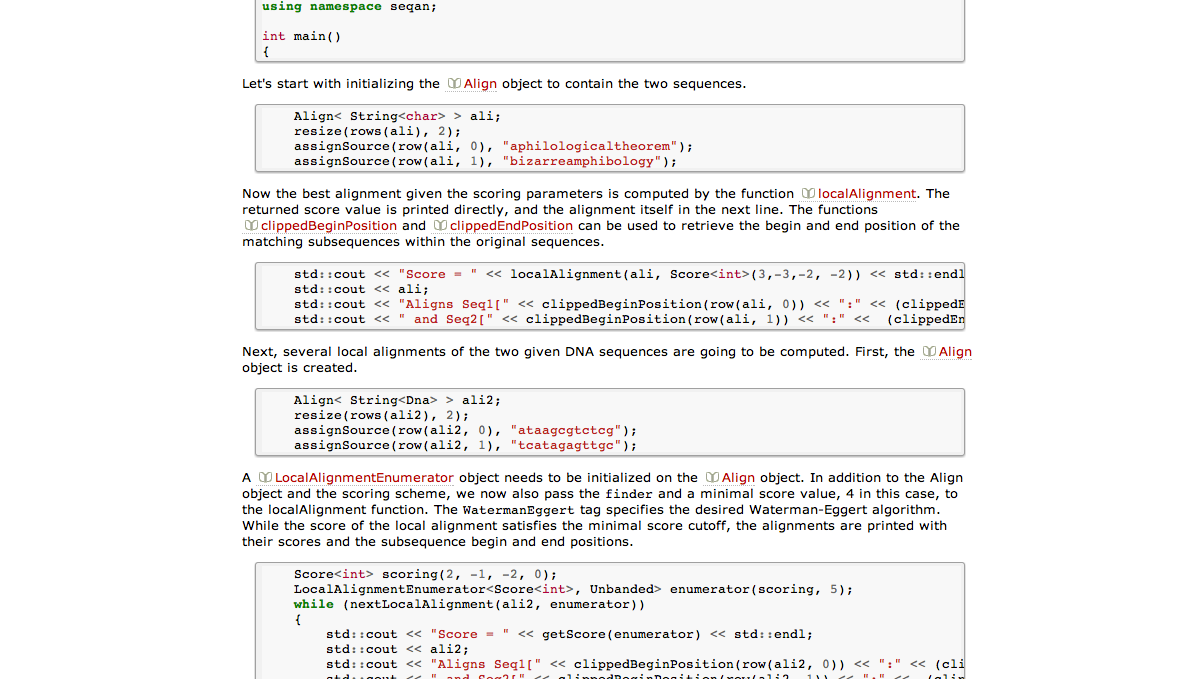 using namespace seqan;
int main()
{
Let's start with initializing the Align object to contain the two sequences.
Align< String<char> > ali;
resize(rows(ali), 2);
assignSource(row(ali, 0), "aphilologicaltheorem");
assignSource(row(ali, 1), "bizarreamphibology");
Now the best alignment given the scoring parameters is computed by the function localAlignment. The
returned score value is printed directly, and the alignment itself in the next line. The functions
clippedBeginPosition and clippedEndPosition can be used to retrieve the begin and end position of the
matching subsequences within the original sequences.
std::cout << "Score = " << localAlignment(ali, Score<int>(3,-3,-2, -2)) << std::endl
std::cout << ali;
std::cout << "Aligns Seq1[" << clippedBeginPosition(row(ali, 0)) << ":" << (clippedE
std::cout << " and Seq2[" << clippedBeginPosition(row(ali, 1)) << ":" << (clippedEn
Next, several local alignments of the two given DNA sequences are going to be computed. First, the Align
object is created.
Align< String<Dna> > ali2;
resize(rows(ali2), 2);
assignSource(row(ali2, 0), "ataagcgtctcg");
assignSource(row(ali2, 1), "tcatagagttgc");
A LocalAlignmentEnumerator object needs to be initialized on the Align object. In addition to the Align
object and the scoring scheme, we now also pass the finder and a minimal score value, 4 in this case, to
the localAlignment function. The WatermanEggert tag specifies the desired Waterman-Eggert algorithm.
While the score of the local alignment satisfies the minimal score cutoff, the alignments are printed with
their scores and the subsequence begin and end positions.
Score<int> scoring(2, -1, -2, 0);
LocalAlignmentEnumerator<Score<int>, Unbanded> enumerator(scoring, 5);
while (nextLocalAlignment(ali2, enumerator))
{
std::cout << "Score = " << getScore(enumerator) << std::endl;
std::cout << ali2;
std::cout << "Aligns Seq1[" << clippedBeginPosition(row(ali2, 0)) << ":" << (cli
std::cout << " and Seq2[" << clippedBeginPosition(row(ali2, 1)) << ":" << (clip